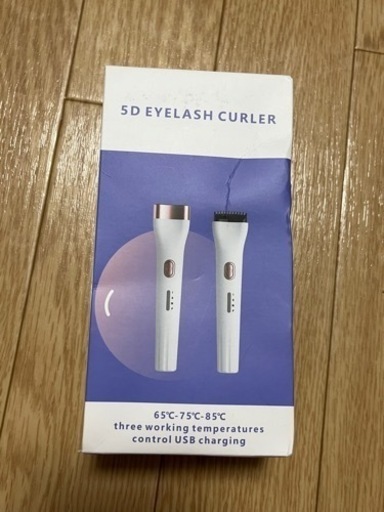 5D EYELASH CURLER
65℃-75℃-85℃
three working temperatures
control USB charging